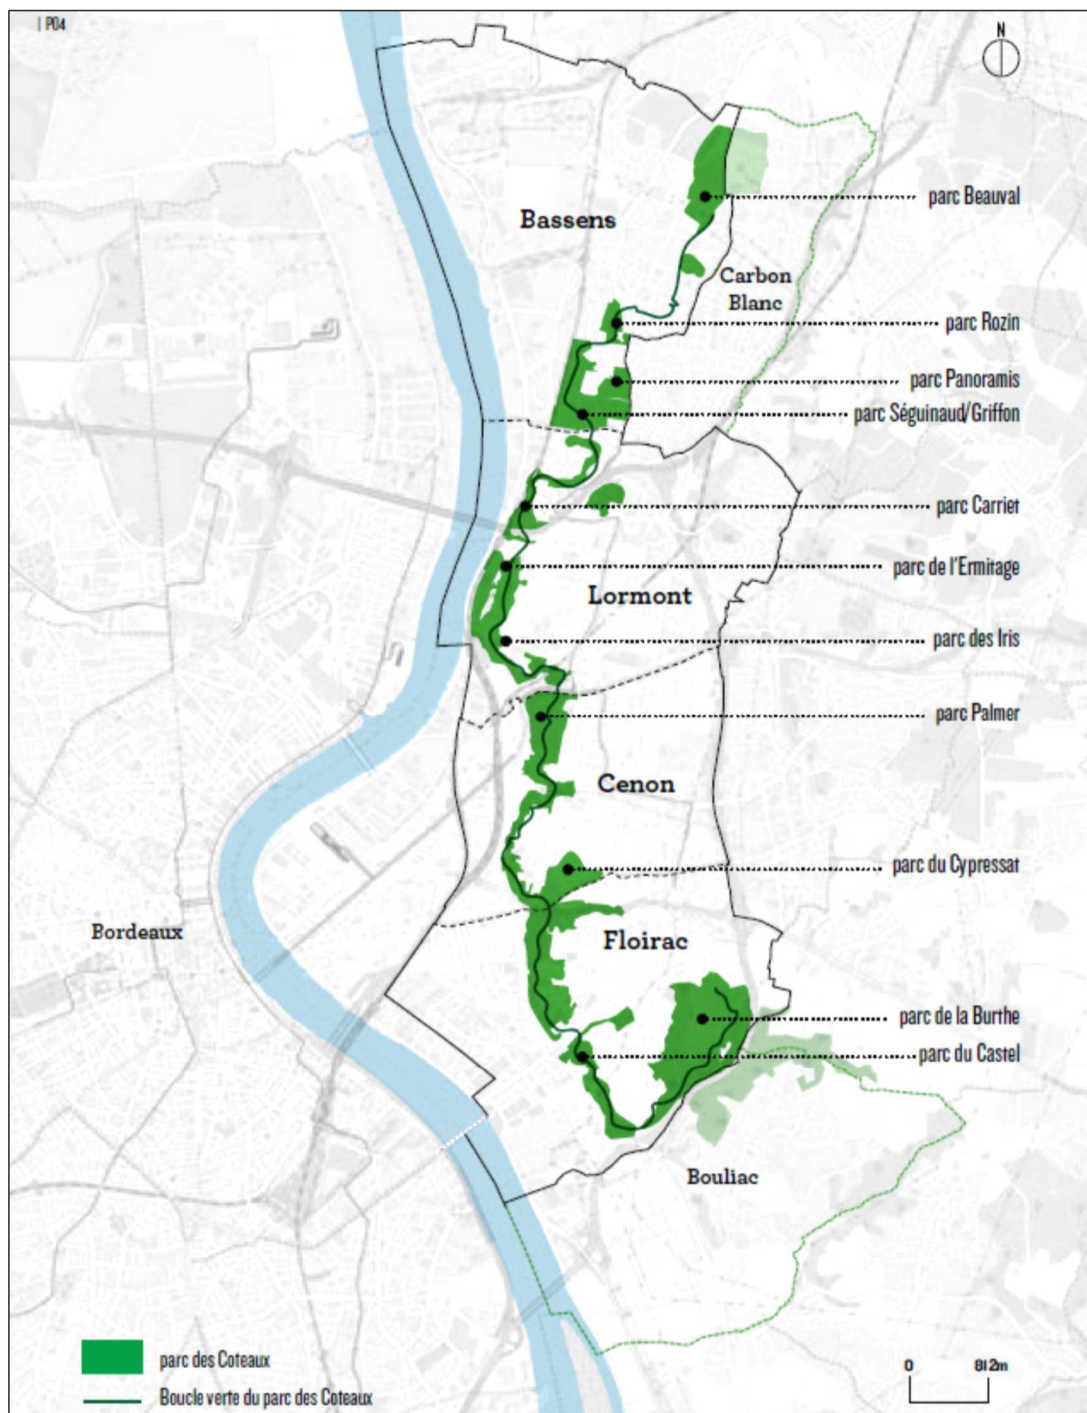 | P04
N
parc Beauval
Bassens
Carbon
Blanc
parc Rozin
parc Panoramis
parc Séguinaud/Griffon
parc Carriet
parc de l'Ermitage
Lormont
parc des Iris
parc Palmer
Cenon
parc du Cypressat
Bordeaux
Floirac
parc de la Burthe
parc du Castel
Bouliac
parc des Coteaux
Boucle verte du parc des Coteaux
0 812m